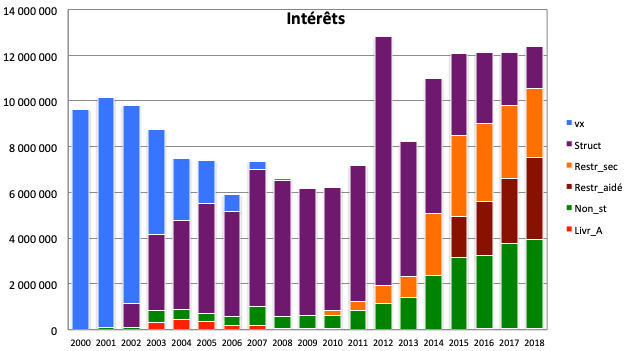 Intérêts
14 000 000
12 000 000
10 000 000
8 000 000
6 000 000
4 000 000
2 000 000
0
2000 2001 2002 2003 2004 2005 2006 2007 2008 2009 2010 2011 2012 2013 2014 2015 2016 2017 2018
vx
Struct
Restr_sec
Restr_aidé
Non_st
Livr_A